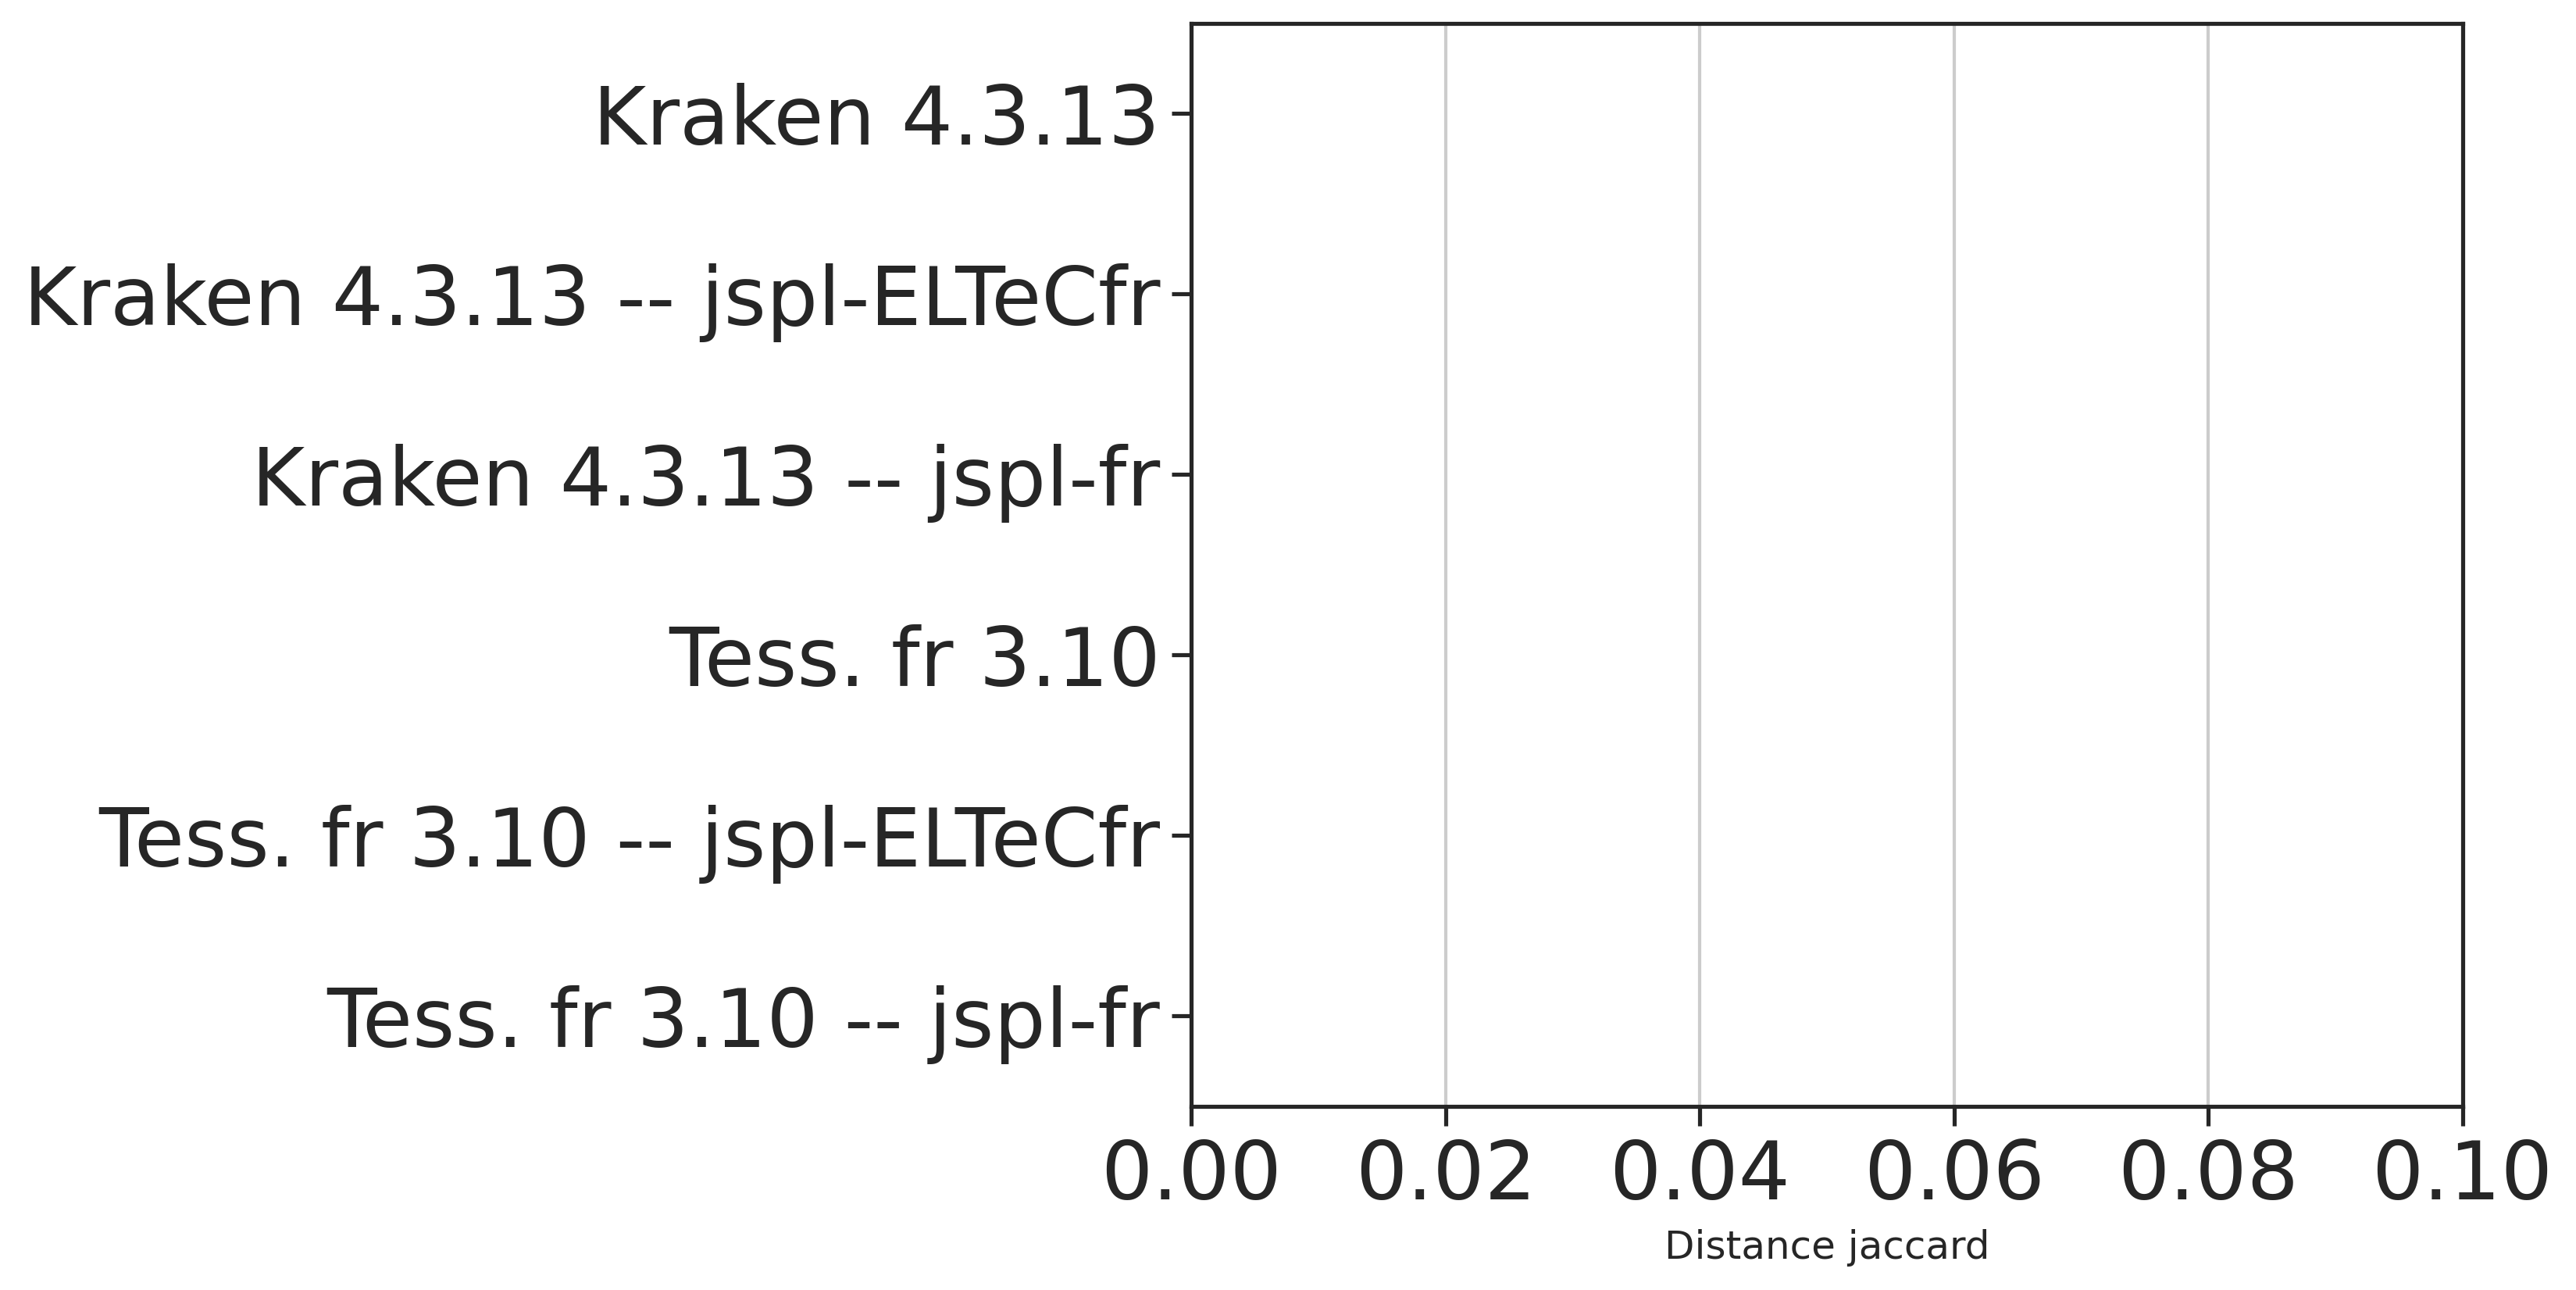 Kraken 4.3.13
Kraken 4.3.13 -- jspl-ELTeCfr
Kraken 4.3.13 -- jspl-fr
Tess. fr 3.10
Tess. fr 3.10 -- jspl-ELTeCfr
Tess. fr 3.10 -- jspl-fr
0.00 0.02 0.04 0.06 0.08 0.10
Distance jaccard